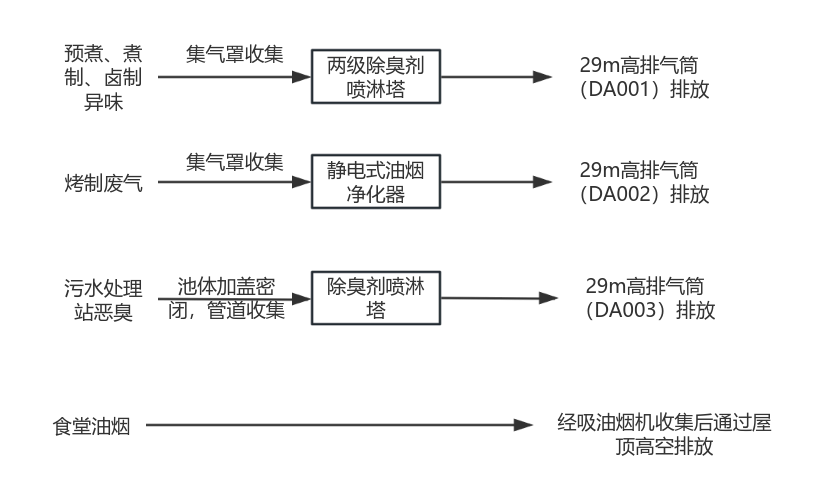 预煮、煮
制、卤制
异味
集气罩收集
两级除臭剂
喷淋塔
29m高排气筒
（DA001）排放
烤制废气
集气罩收集
静电式油烟
净化器
29m高排气筒
（DA002）排放
污水处理
站恶臭
池体加盖密
闭，管道收集
除臭剂喷淋
塔
29m高排气筒
（DA003）排放
食堂油烟
经吸油烟机收集后通过屋
顶高空排放